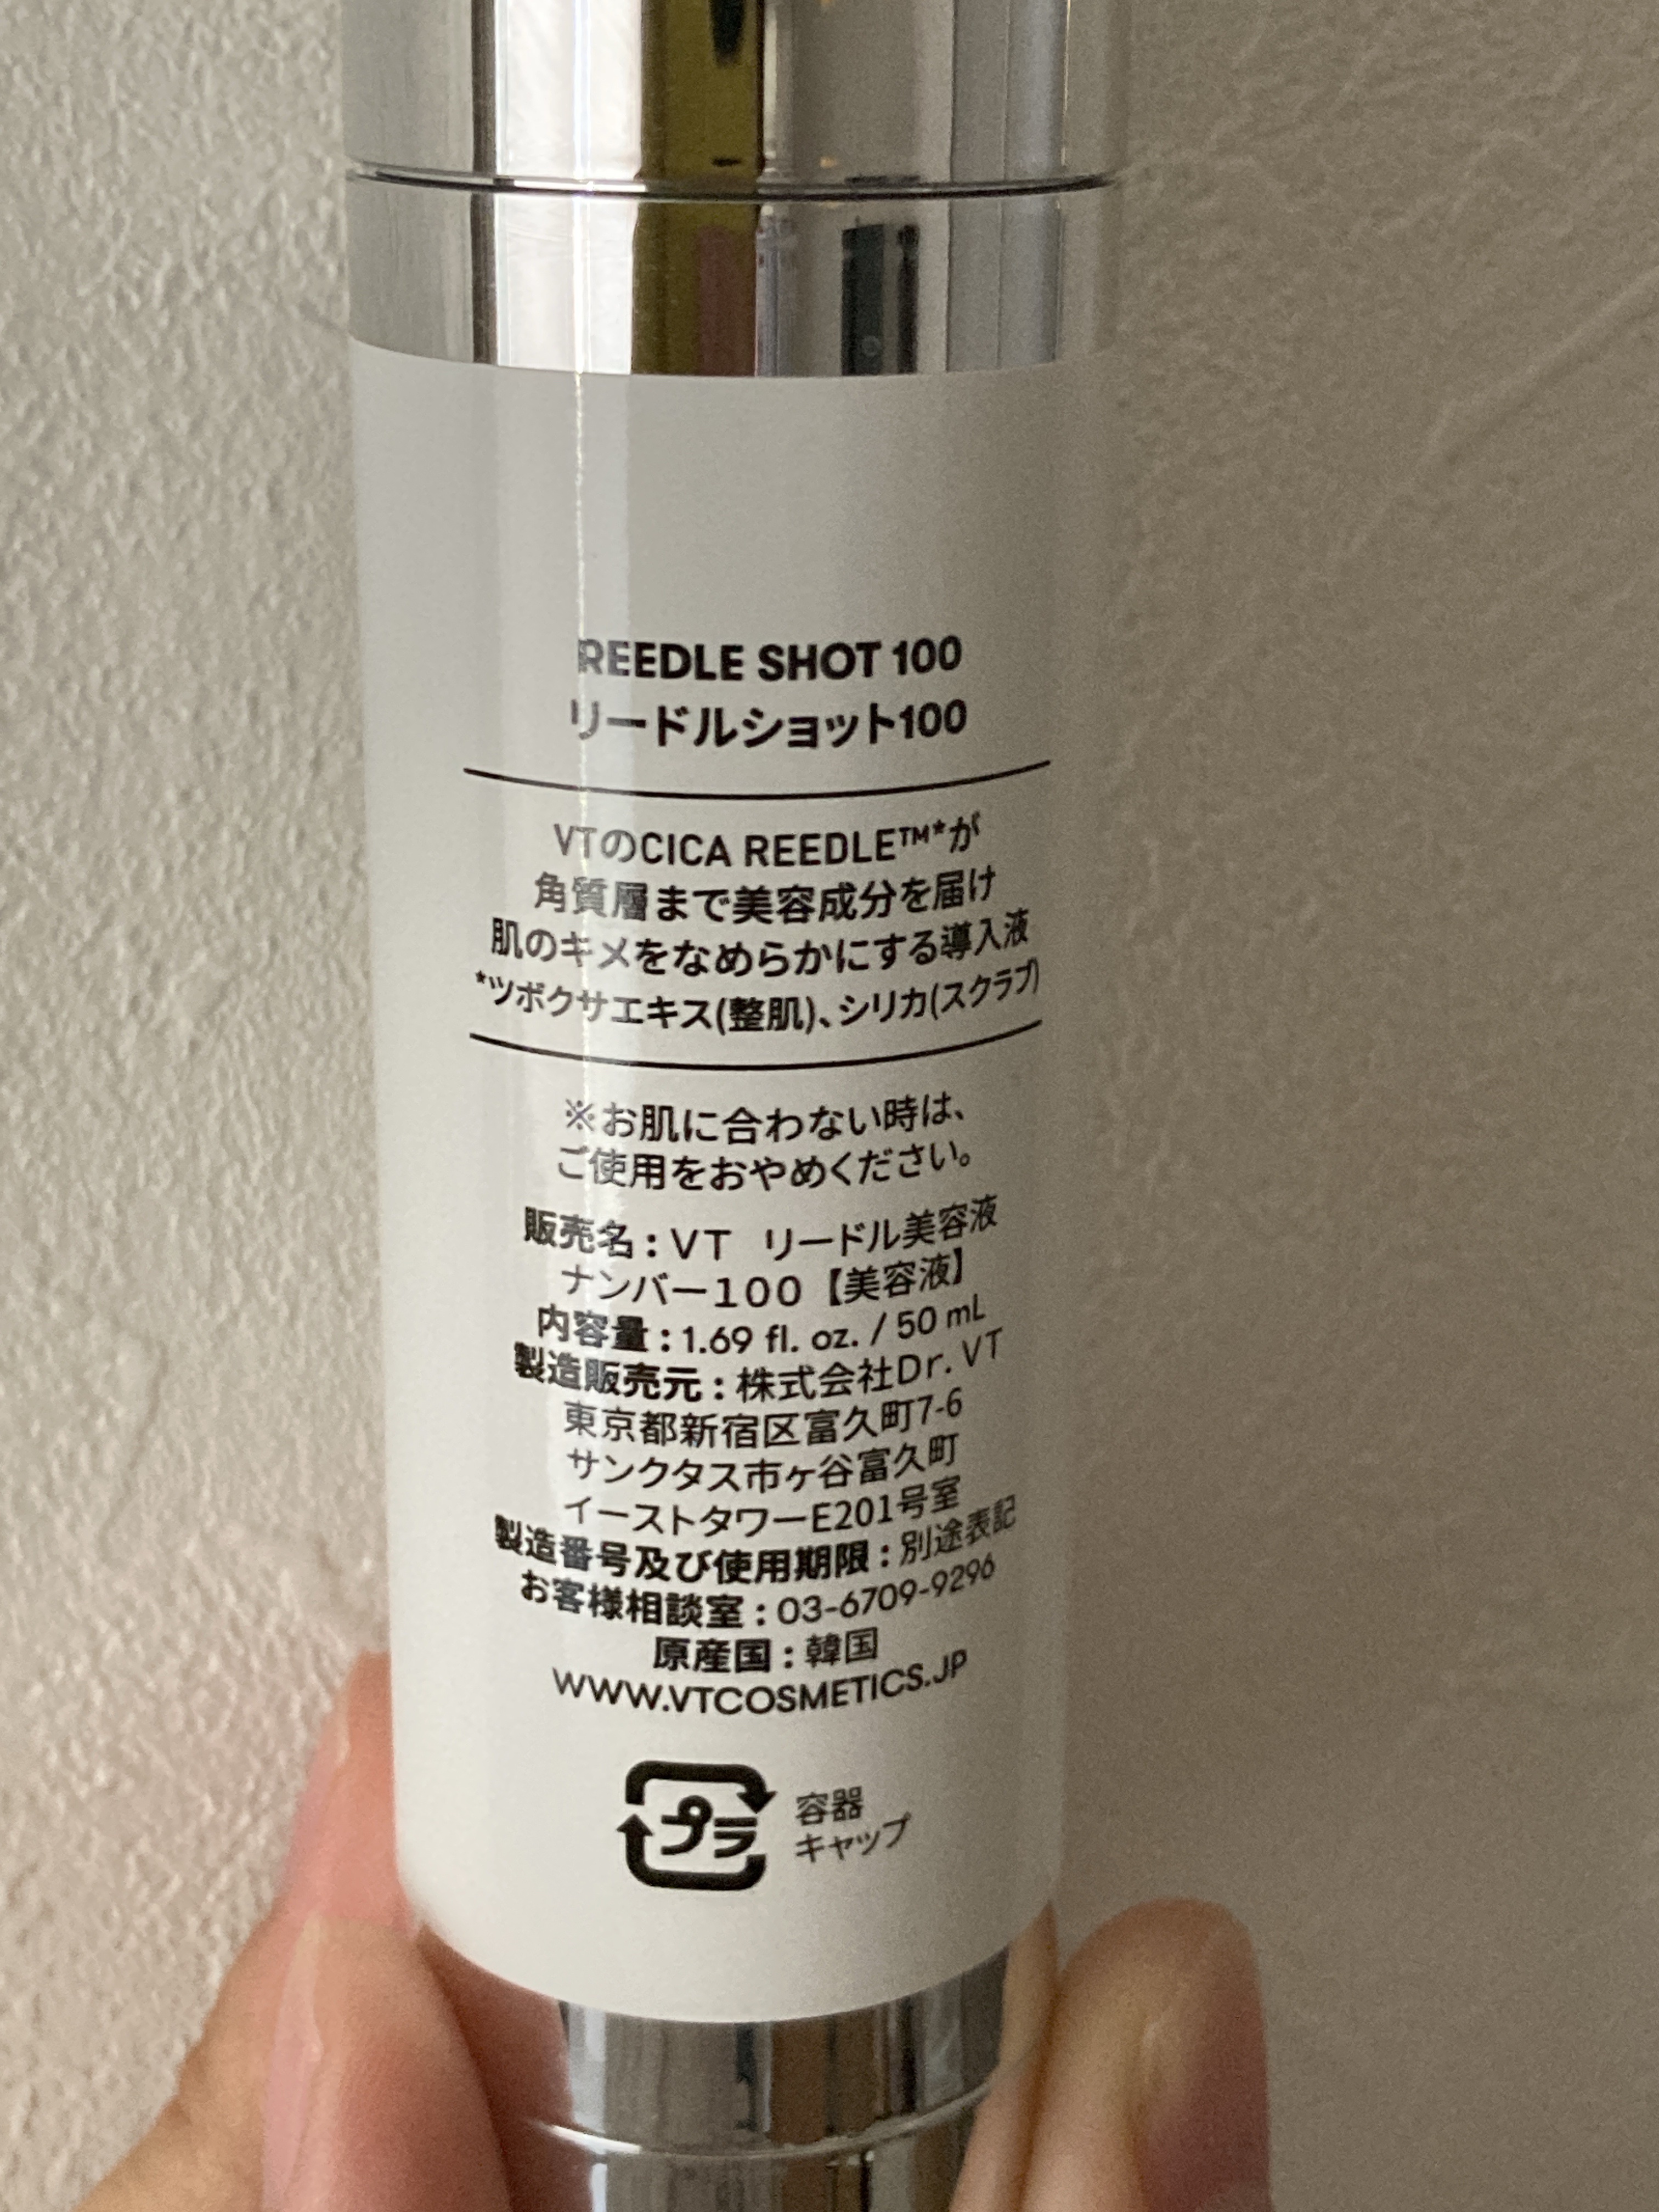 REEDLE SHOT 100
リードルショット100
VTのCICA REEDLE™*が
角質層まで美容成分を届け
肌のキメをなめらかにする導入液
*ツボクサエキス(整肌)、シリカ(スクラブ)
※お肌に合わない時は、
ご使用をおやめください。
販売名：VT リードル美容液
ナンバー100【美容液】
内容量：1.69 fl. oz. / 50 mL
製造販売元：株式会社Dr. VT
東京都新宿区富久町7-6
サンクタス市ヶ谷富久町
イーストタワーE201号室
製造番号及び使用期限：別途表記
お客様相談室：03-6709-9296
原産国：韓国
WWW.VTCOSMETICS.JP
プラ 容器
キャップ